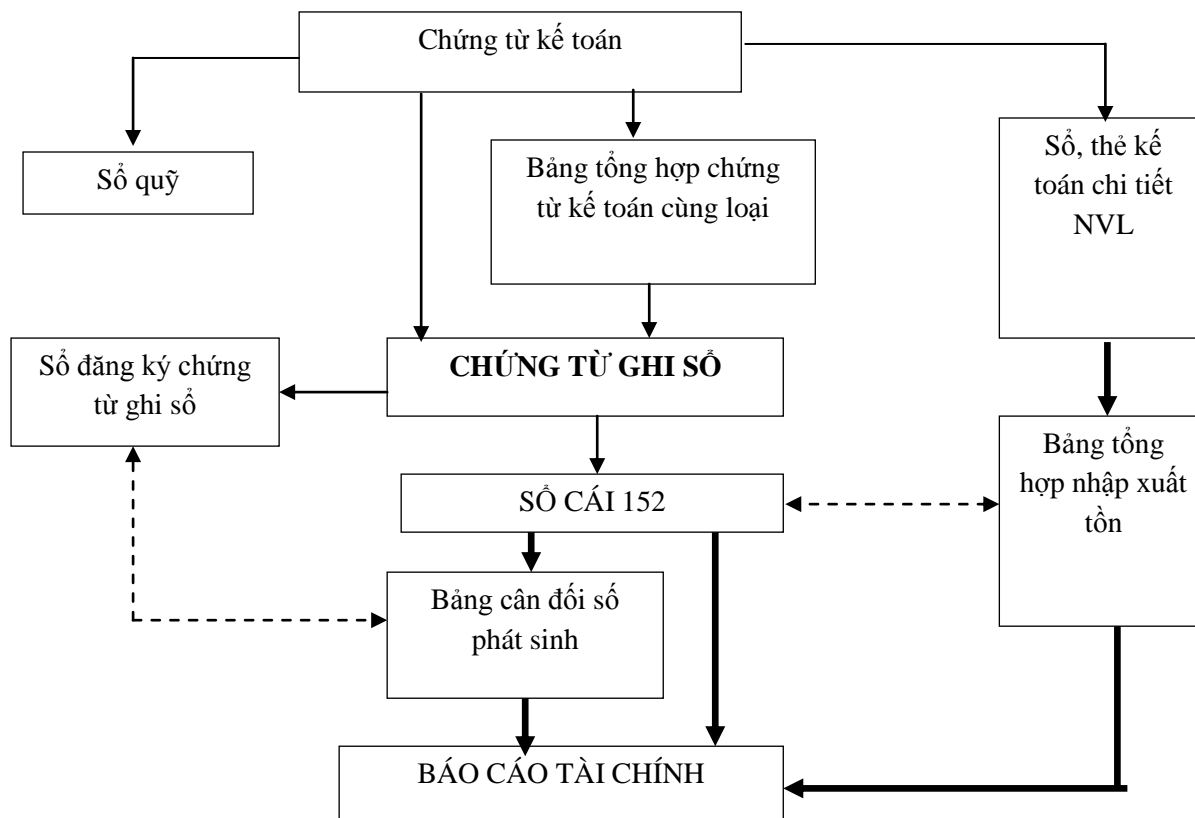 Chứng từ kế toán
Sổ quỹ
Bảng tổng hợp chứng
từ kế toán cùng loại
Sổ, thẻ kế
toán chi tiết
NVL
Sổ đăng ký chứng
từ ghi sổ
CHỨNG TỪ GHI SỔ
SỔ CÁI 152
Bảng tổng
hợp nhập xuất
tồn
Bảng cân đối số
phát sinh
BÁO CÁO TÀI CHÍNH